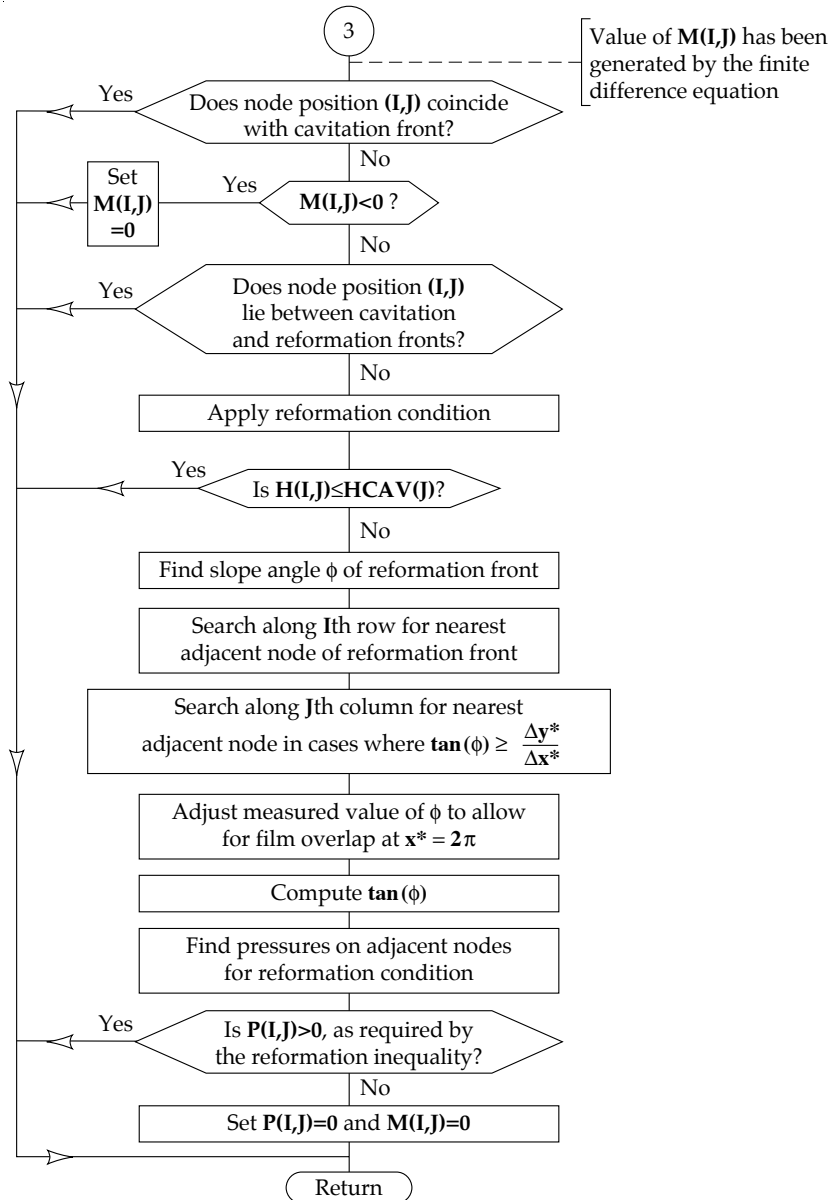 3
Value of M(I,J) has been
generated by the finite
difference equation
Yes
Does node position (I,J) coincide
with cavitation front?
No
Set
M(I,J)
=0
Yes
M(I,J)<0 ?
No
Yes
Does node position (I,J)
lie between cavitation
and reformation fronts?
No
Apply reformation condition
Yes
Is H(I,J)≤HCAV(J)?
No
Find slope angle ϕ of reformation front
Search along Ith row for nearest
adjacent node of reformation front
Search along Jth column for nearest
adjacent node in cases where tan(ϕ) ≥ Δy*
Δx*
Adjust measured value of ϕ to allow
for film overlap at x* = 2π
Compute tan(ϕ)
Find pressures on adjacent nodes
for reformation condition
Yes
Is P(I,J)>0, as required by
the reformation inequality?
No
Set P(I,J)=0 and M(I,J)=0
Return